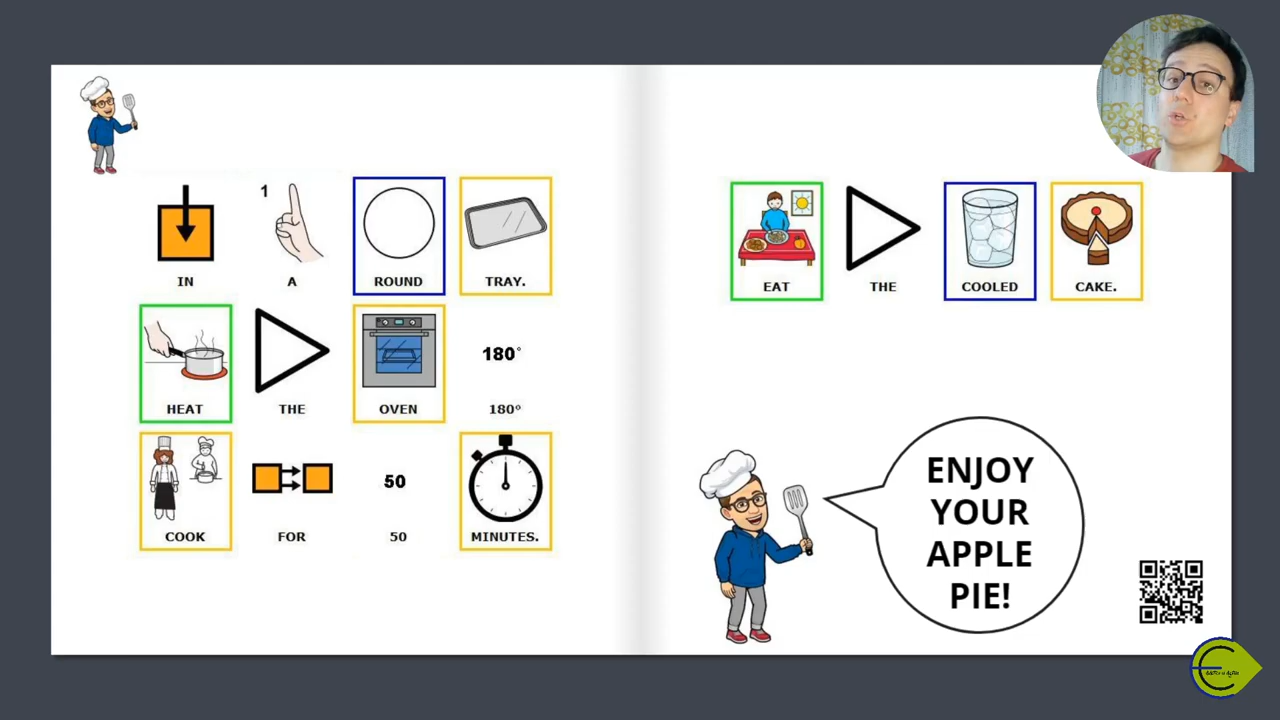 1
IN A ROUND TRAY.
180°
HEAT THE OVEN 180°
50
COOK FOR 50 MINUTES.
EAT THE COOLED CAKE.
ENJOY
YOUR
APPLE
PIE!